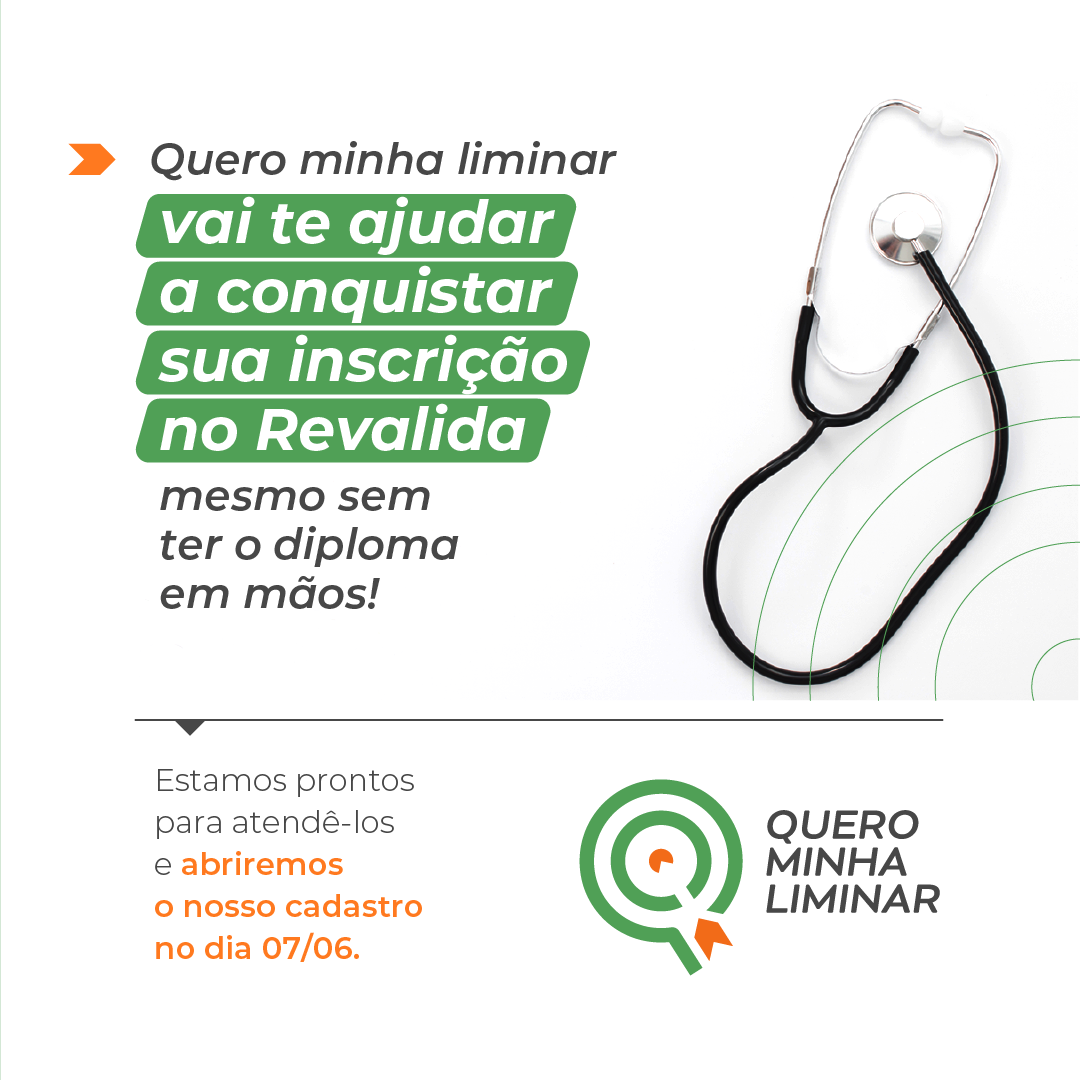 Quero minha liminar
vai te ajudar
a conquistar
sua inscrição
no Revalida
mesmo sem
ter o diploma
em mãos!
Estamos prontos
para atendê-los
e abriremos
o nosso cadastro
no dia 07/06.
QUERO
MINHA
LIMINAR